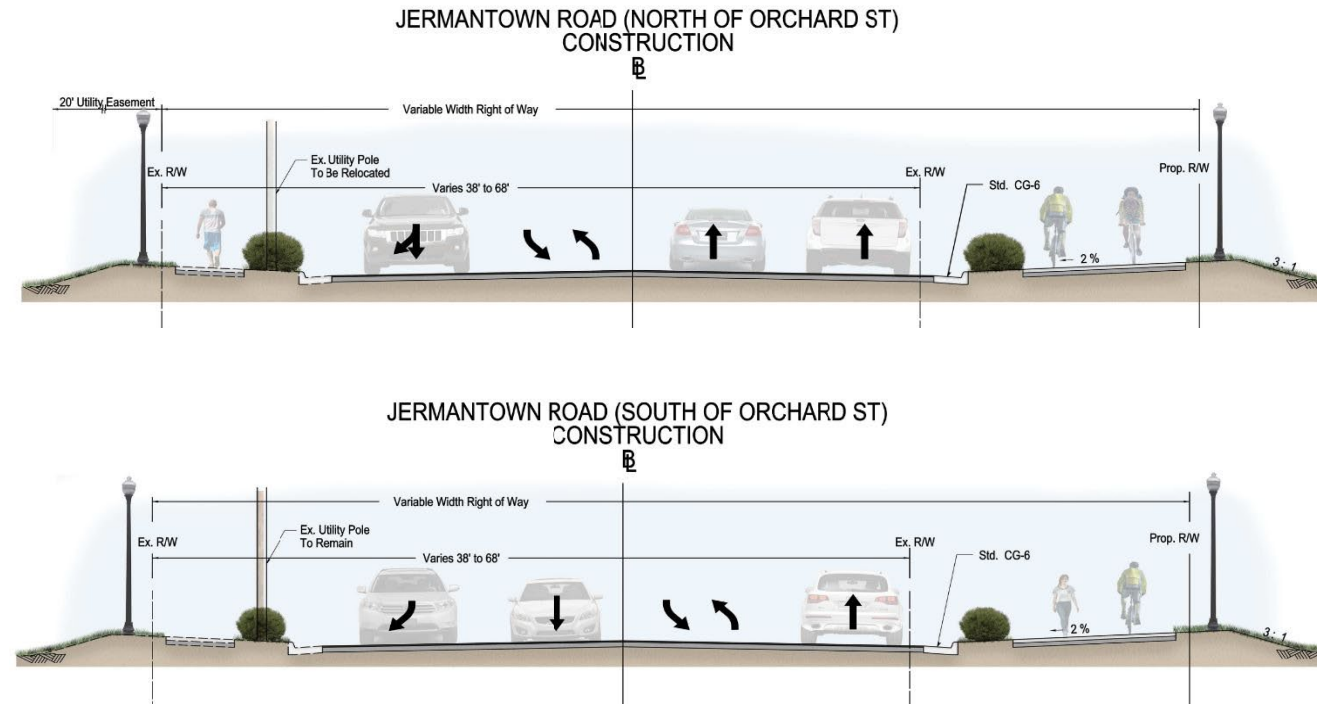 JERMANTOWN ROAD (NORTH OF ORCHARD ST)
CONSTRUCTION
BL
20' Utility Easement
Variable Width Right of Way
Ex. R/W
Ex. Utility Pole
To Be Relocated
Varies 38' to 68'
Ex. R/W
Std. CG-6
Prop. R/W
2 %
3 : 1
JERMANTOWN ROAD (SOUTH OF ORCHARD ST)
CONSTRUCTION
BL
Variable Width Right of Way
Ex. R/W
Ex. Utility Pole
To Remain
Varies 38' to 68'
Ex. R/W
Std. CG-6
Prop. R/W
2 %
3 : 1